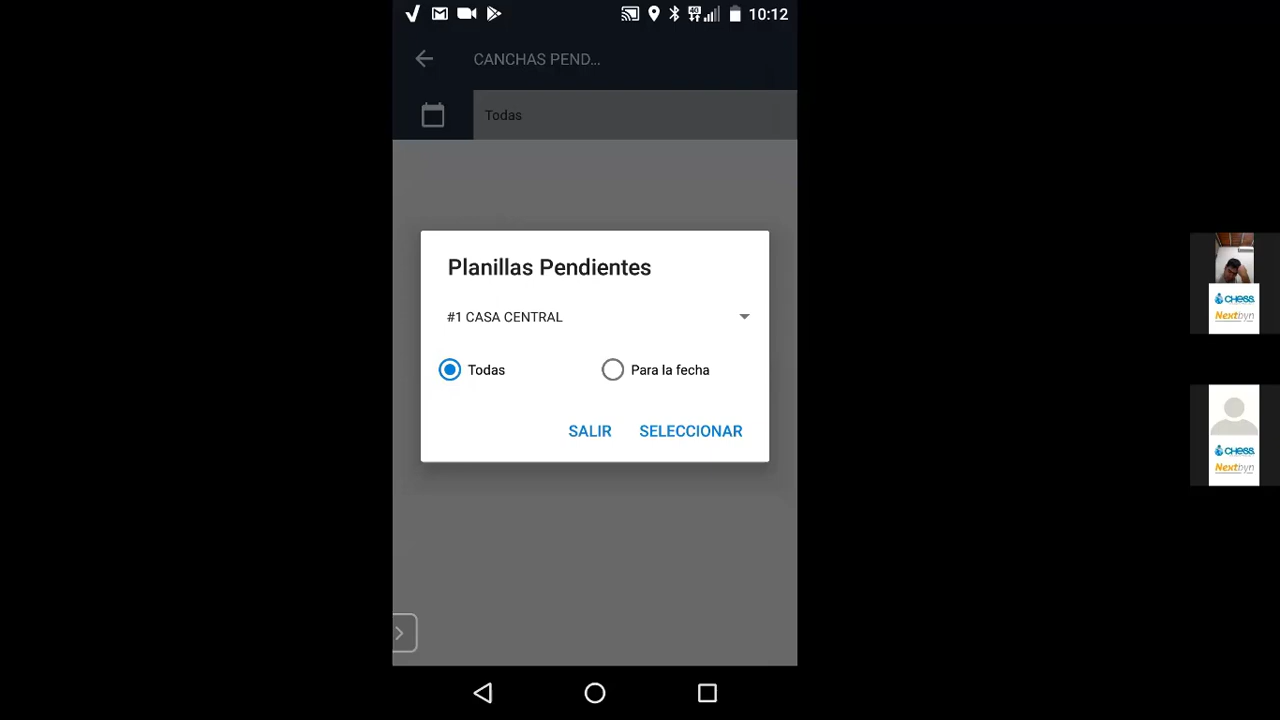 10:12
CANCHAS PEND...
Todas
Planillas Pendientes
#1 CASA CENTRAL
Todas
Para la fecha
SALIR
SELECCIONAR
CHESS
Nextbyn
CHESS
Nextbyn